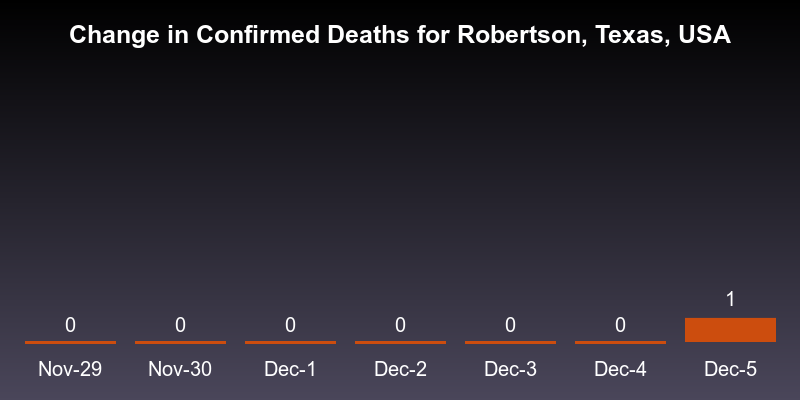 Change in Confirmed Deaths for Robertson, Texas, USA
1
0 0 0 0 0 0
Nov-29 Nov-30 Dec-1 Dec-2 Dec-3 Dec-4 Dec-5